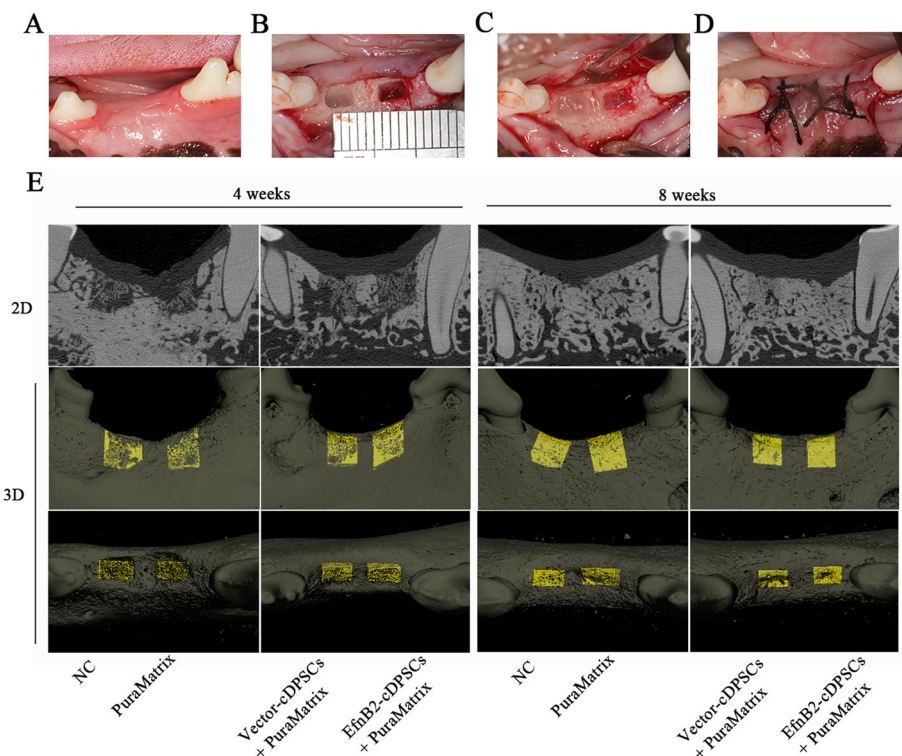 A
B
C
D
E
4 weeks
8 weeks
2D
3D
NC
PuraMatrix
Vector-cDPSCs
+ PuraMatrix
EfnB2-cDPSCs
+ PuraMatrix
NC
PuraMatrix
Vector-cDPSCs
+ PuraMatrix
EfnB2-cDPSCs
+ PuraMatrix